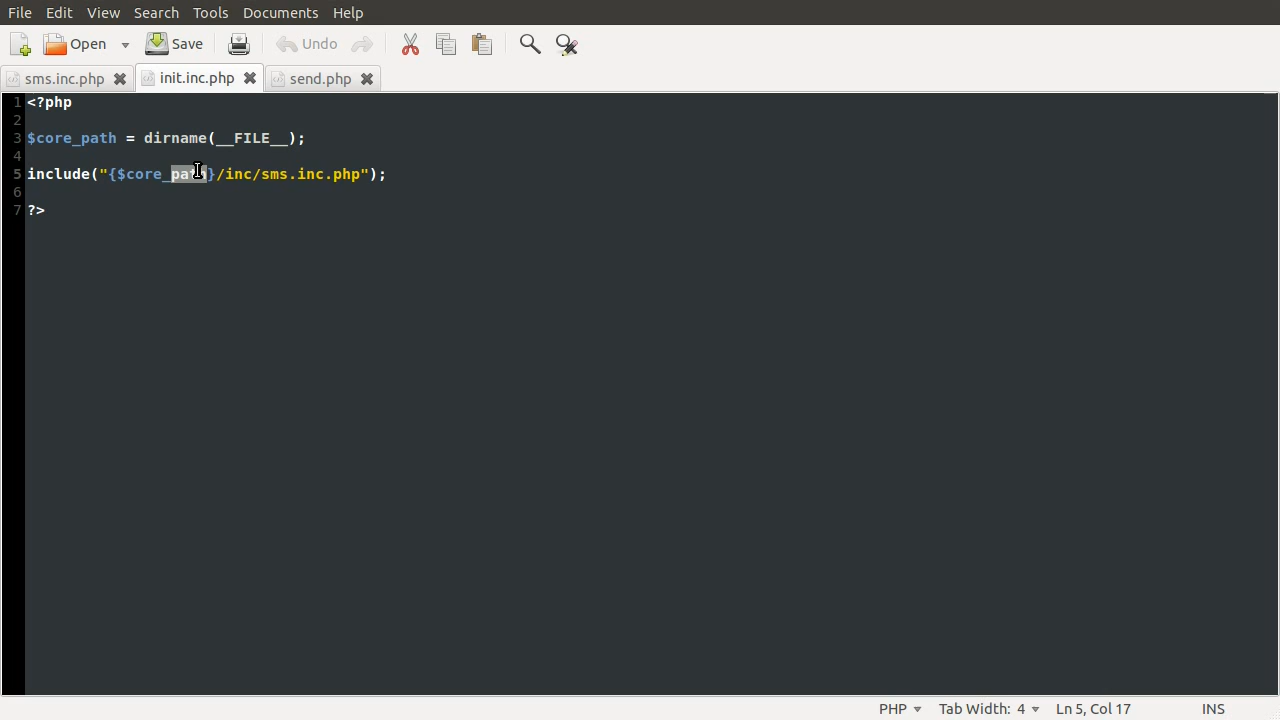 File Edit View Search Tools Documents Help
Open Save Undo
sms.inc.php init.inc.php send.php
1 <?php
2
3 $core_path = dirname(__FILE__);
4
5 include("{$core_path}/inc/sms.inc.php");
6
7 ?>
PHP Tab Width: 4 Ln 5, Col 17 INS